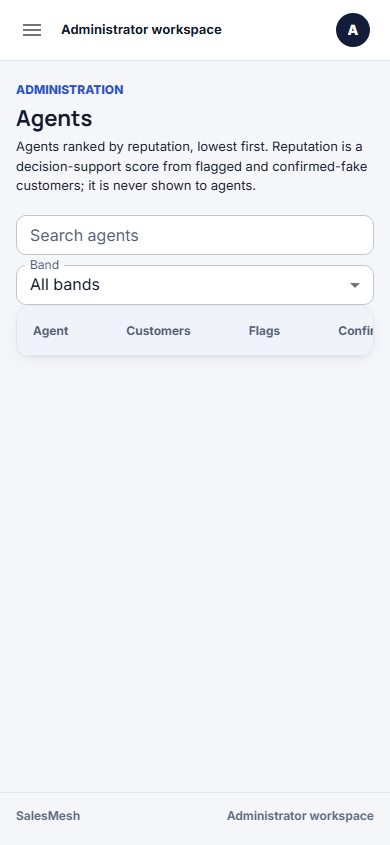 Administrator workspace
A
ADMINISTRATION
Agents
Agents ranked by reputation, lowest first. Reputation is a
decision-support score from flagged and confirmed-fake
customers; it is never shown to agents.
Search agents
Band
All bands
Agent Customers Flags
SalesMesh Administrator workspace